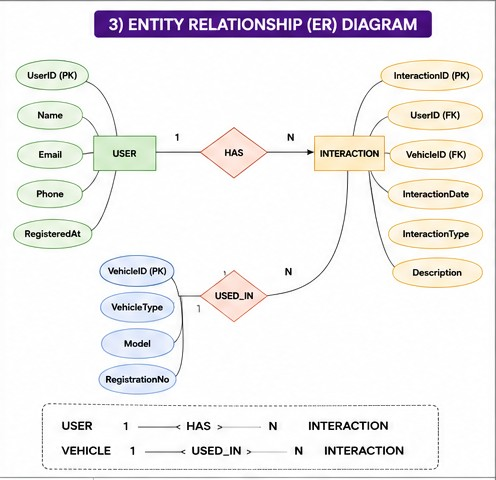 3) ENTITY RELATIONSHIP (ER) DIAGRAM
UserID (PK)
Name
Email
Phone
RegisteredAt
USER
1
HAS
N
INTERACTION
InteractionID (PK)
UserID (FK)
VehicleID (FK)
InteractionDate
InteractionType
Description
VehicleID (PK)
VehicleType
Model
RegistrationNo
1
1
USED_IN
N
USER 1 < HAS > N INTERACTION
VEHICLE 1 < USED_IN > N INTERACTION